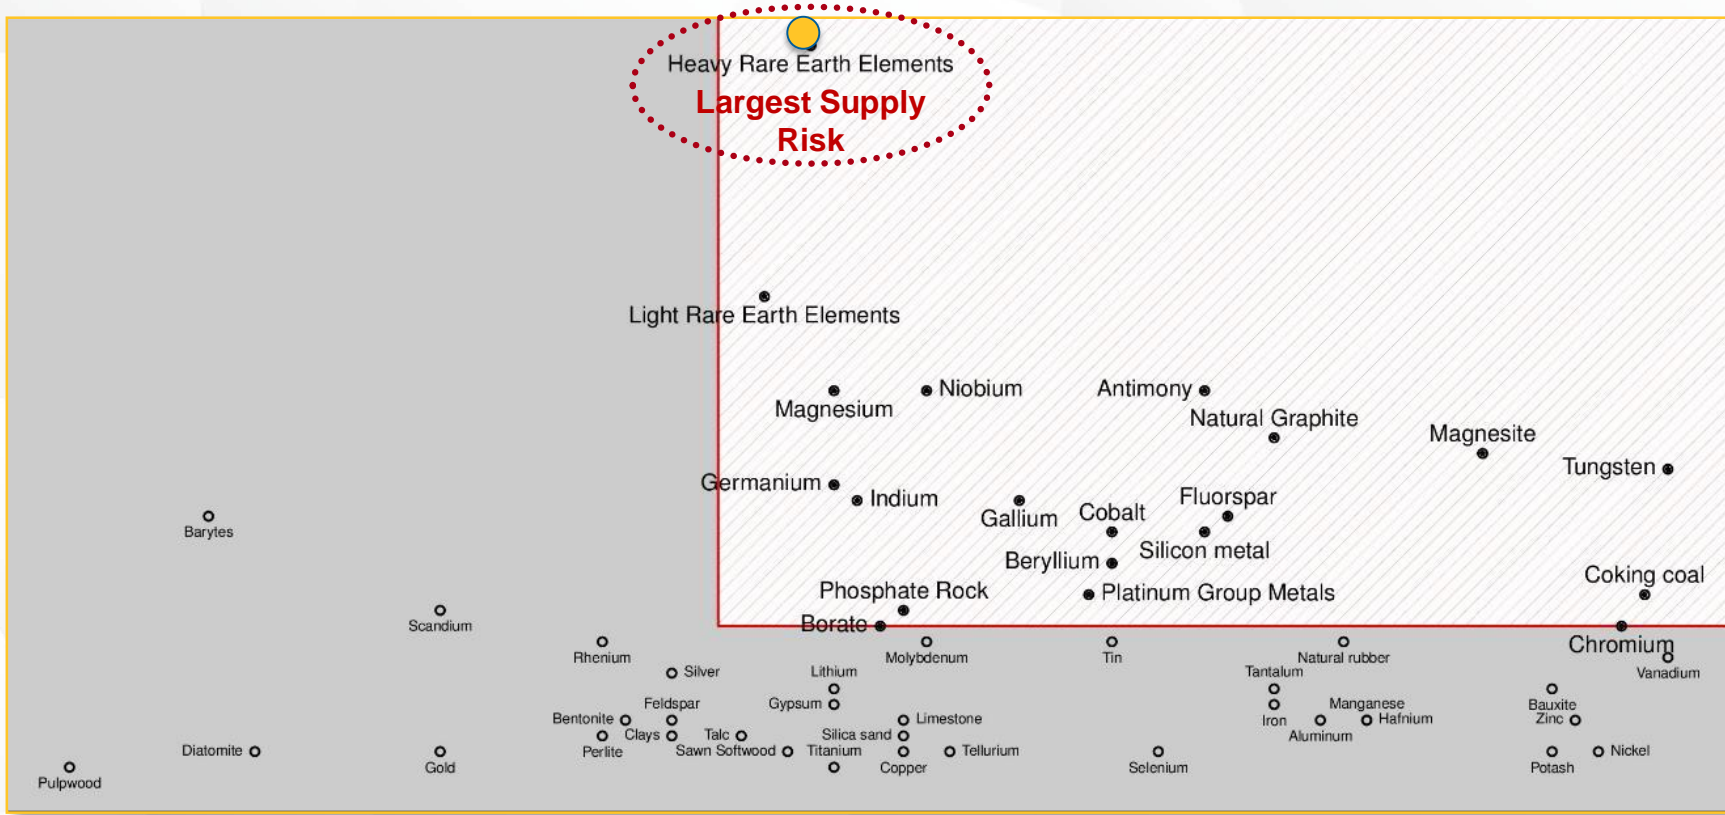 Heavy Rare Earth Elements
Largest Supply
Risk
Light Rare Earth Elements
Magnesium
Niobium
Antimony
Natural Graphite
Magnesite
Tungsten
Germanium
Indium
Gallium
Cobalt
Fluorspar
Silicon metal
Barytes
Beryllium
Coking coal
Phosphate Rock
Platinum Group Metals
Borate
Scandium
Chromium
Rhenium
Molybdenum
Tin
Natural rubber
Silver
Lithium
Tantalum
Vanadium
Feldspar
Gypsum
Manganese
Bauxite
Bentonite
Limestone
Iron
Hafnium
Zinc
Clays
Talc
Silica sand
Aluminum
Diatomite
Perlite
Sawn Softwood
Titanium
Tellurium
Nickel
Gold
Copper
Selenium
Potash
Pulpwood